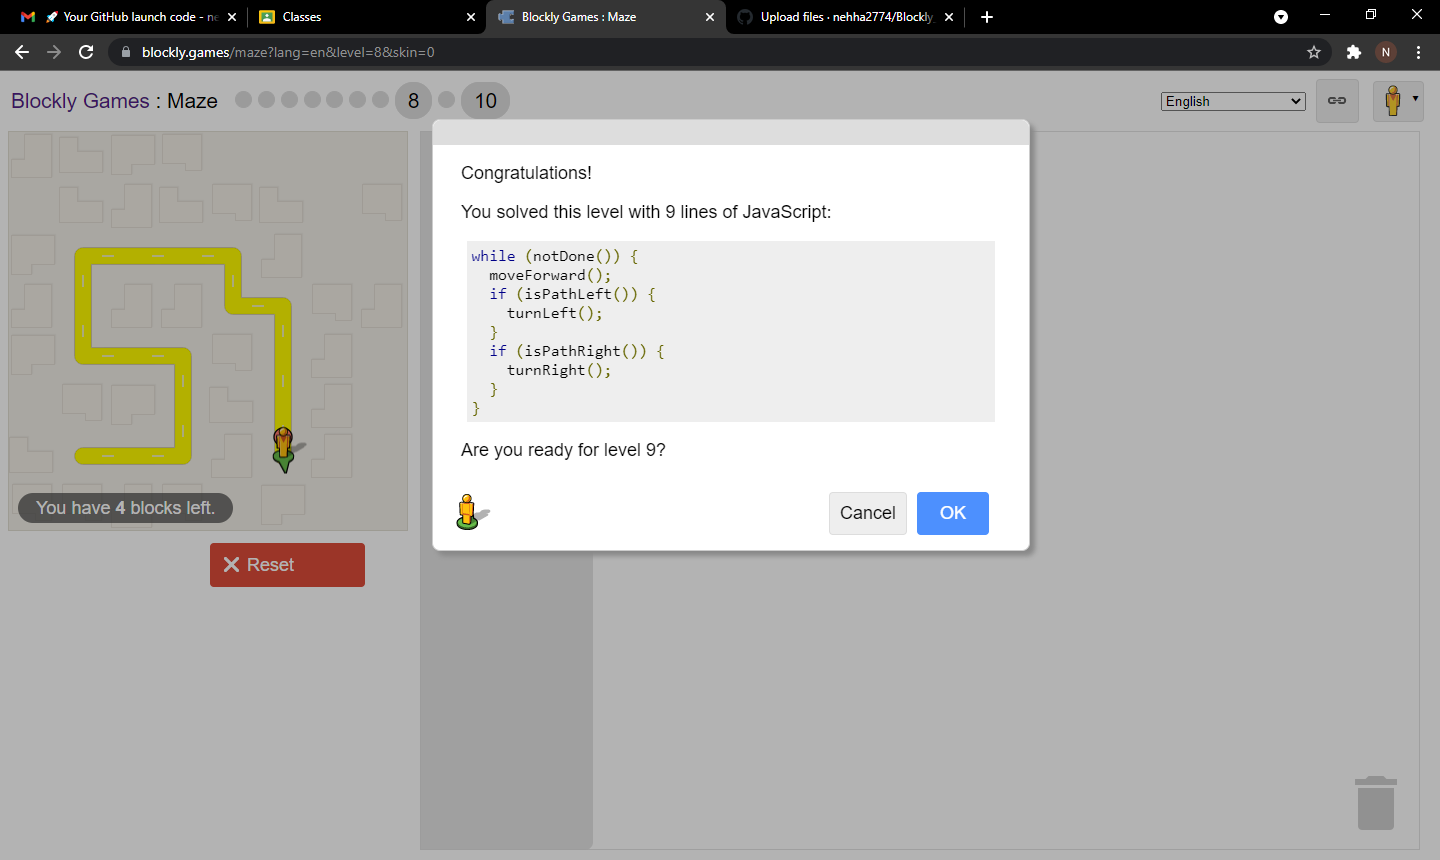 Your GitHub launch code - ne
Classes
Blockly Games : Maze
Upload files · nehha2774/Blockly_
blockly.games/maze?lang=en&level=8&skin=0
N
Blockly Games : Maze
8
10
English
Congratulations!
You solved this level with 9 lines of JavaScript:
while (notDone()) {
  moveForward();
  if (isPathLeft()) {
    turnLeft();
  }
  if (isPathRight()) {
    turnRight();
  }
}
Are you ready for level 9?
Cancel
OK
You have 4 blocks left.
Reset